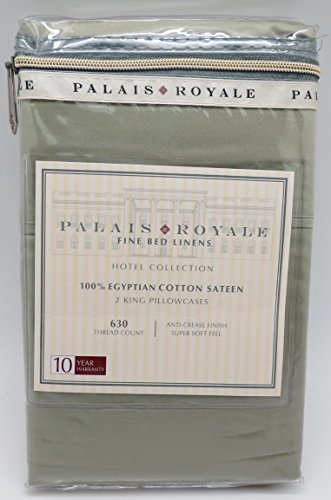 PALAIS ROYALE PALAIS
PALAIS ROYALE
FINE BED LINENS
HOTEL COLLECTION
100% EGYPTIAN COTTON SATEEN
2 KING PILLOWCASES
630
THREAD COUNT
ANTI-CREASE FINISH
SUPER SOFT FEEL
10 YEAR
WARRANTY